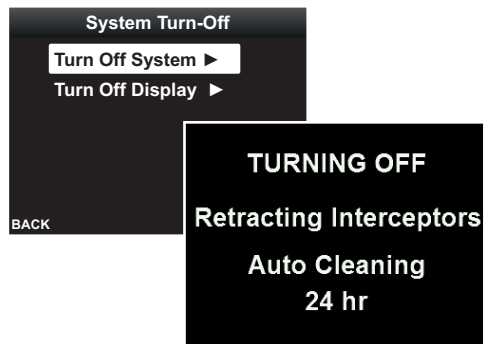 System Turn-Off
Turn Off System ►
Turn Off Display ►
BACK
TURNING OFF
Retracting Interceptors
Auto Cleaning
24 hr